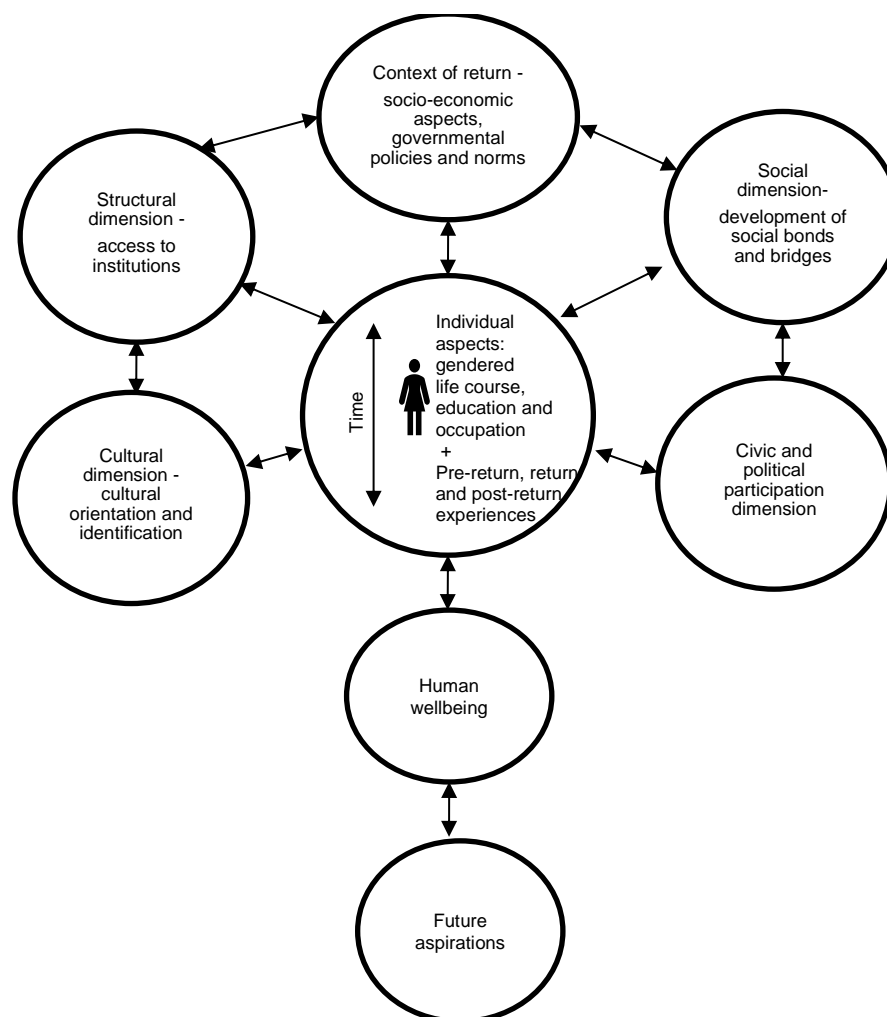 Context of return -
socio-economic
aspects,
governmental
policies and norms
Structural
dimension -
access to
institutions
Social
dimension-
development of
social bonds
and bridges
Time
Individual
aspects:
gendered
life course,
education and
occupation
+
Pre-return, return
and post-return
experiences
Cultural
dimension -
cultural
orientation and
identification
Civic and
political
participation
dimension
Human
wellbeing
Future
aspirations